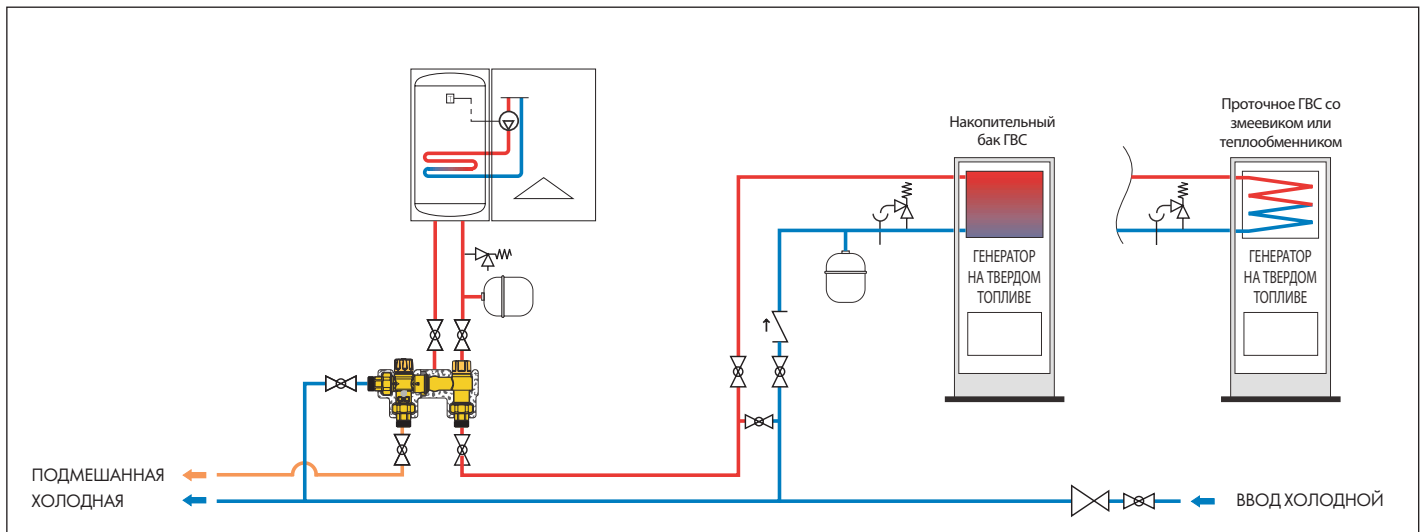 Накопительный
бак ГВС
Проточное ГВС со
змеевиком или
теплообменником
ГЕНЕРАТОР
НА ТВЕРДОМ
ТОПЛИВЕ
ГЕНЕРАТОР
НА ТВЕРДОМ
ТОПЛИВЕ
ПОДМЕШАННАЯ
ХОЛОДНАЯ
ВВОД ХОЛОДНОЙ